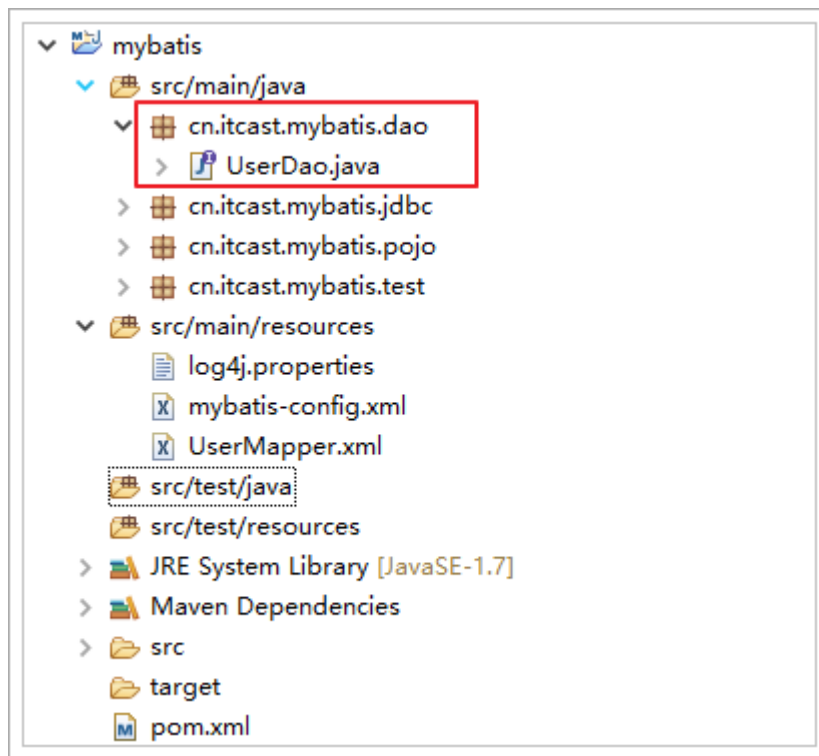 mybatis
src/main/java
cn.itcast.mybatis.dao
UserDao.java
cn.itcast.mybatis.jdbc
cn.itcast.mybatis.pojo
cn.itcast.mybatis.test
src/main/resources
log4j.properties
mybatis-config.xml
UserMapper.xml
src/test/java
src/test/resources
JRE System Library [JavaSE-1.7]
Maven Dependencies
src
target
pom.xml